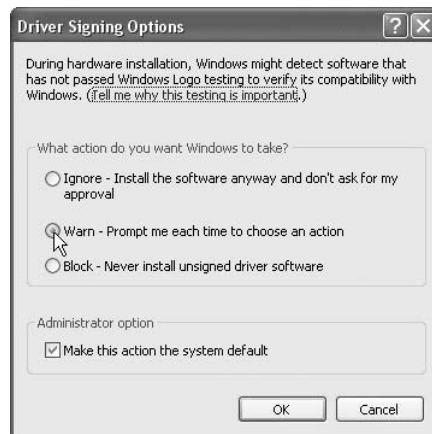 Driver Signing Options
During hardware installation, Windows might detect software that
has not passed Windows Logo testing to verify its compatibility with
Windows. (Tell me why this testing is important.)
What action do you want Windows to take?
Ignore - Install the software anyway and don't ask for my
approval
Warn - Prompt me each time to choose an action
Block - Never install unsigned driver software
Administrator option
Make this action the system default
OK Cancel